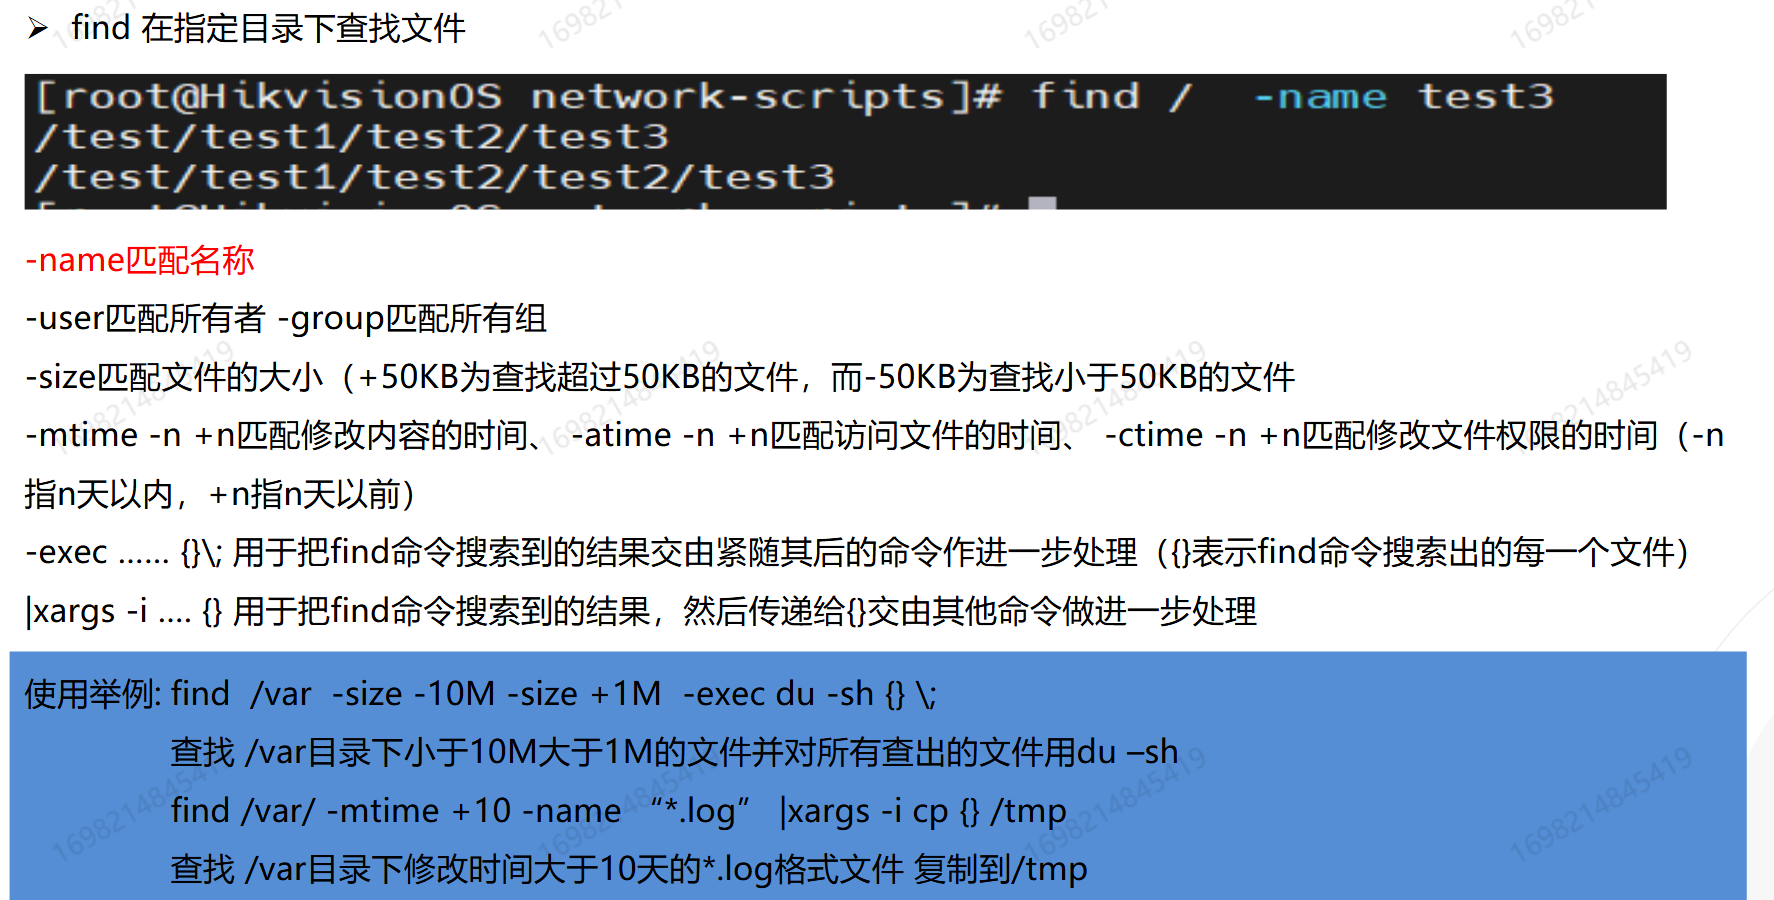 ➢ find 在指定目录下查找文件
[root@HikvisionOS network-scripts]# find /  -name test3
/test/test1/test2/test3
/test/test1/test2/test2/test3
-name匹配名称
-user匹配所有者 -group匹配所有组
-size匹配文件的大小（+50KB为查找超过50KB的文件，而-50KB为查找小于50KB的文件
-mtime -n +n匹配修改内容的时间、 -atime -n +n匹配访问文件的时间、 -ctime -n +n匹配修改文件权限的时间（-n
指n天以内，+n指n天以前）
-exec …… {}\; 用于把find命令搜索到的结果交由紧随其后的命令作进一步处理（{}表示find命令搜索出的每一个文件）
|xargs -i .... {} 用于把find命令搜索到的结果，然后传递给{}交由其他命令做进一步处理
使用举例: find  /var  -size -10M -size +1M  -exec du -sh {} \;
查找 /var目录下小于10M大于1M的文件并对所有查出的文件用du –sh
find /var/ -mtime +10 -name “*.log” |xargs -i cp {} /tmp
查找 /var目录下修改时间大于10天的*.log格式文件 复制到/tmp
1698214845419